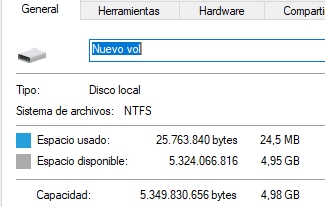 General Herramientas Hardware Comparti
Nuevo vol
Tipo: Disco local
Sistema de archivos: NTFS
Espacio usado: 25.763.840 bytes 24,5 MB
Espacio disponible: 5.324.066.816 4,95 GB
Capacidad: 5.349.830.656 bytes 4,98 GB